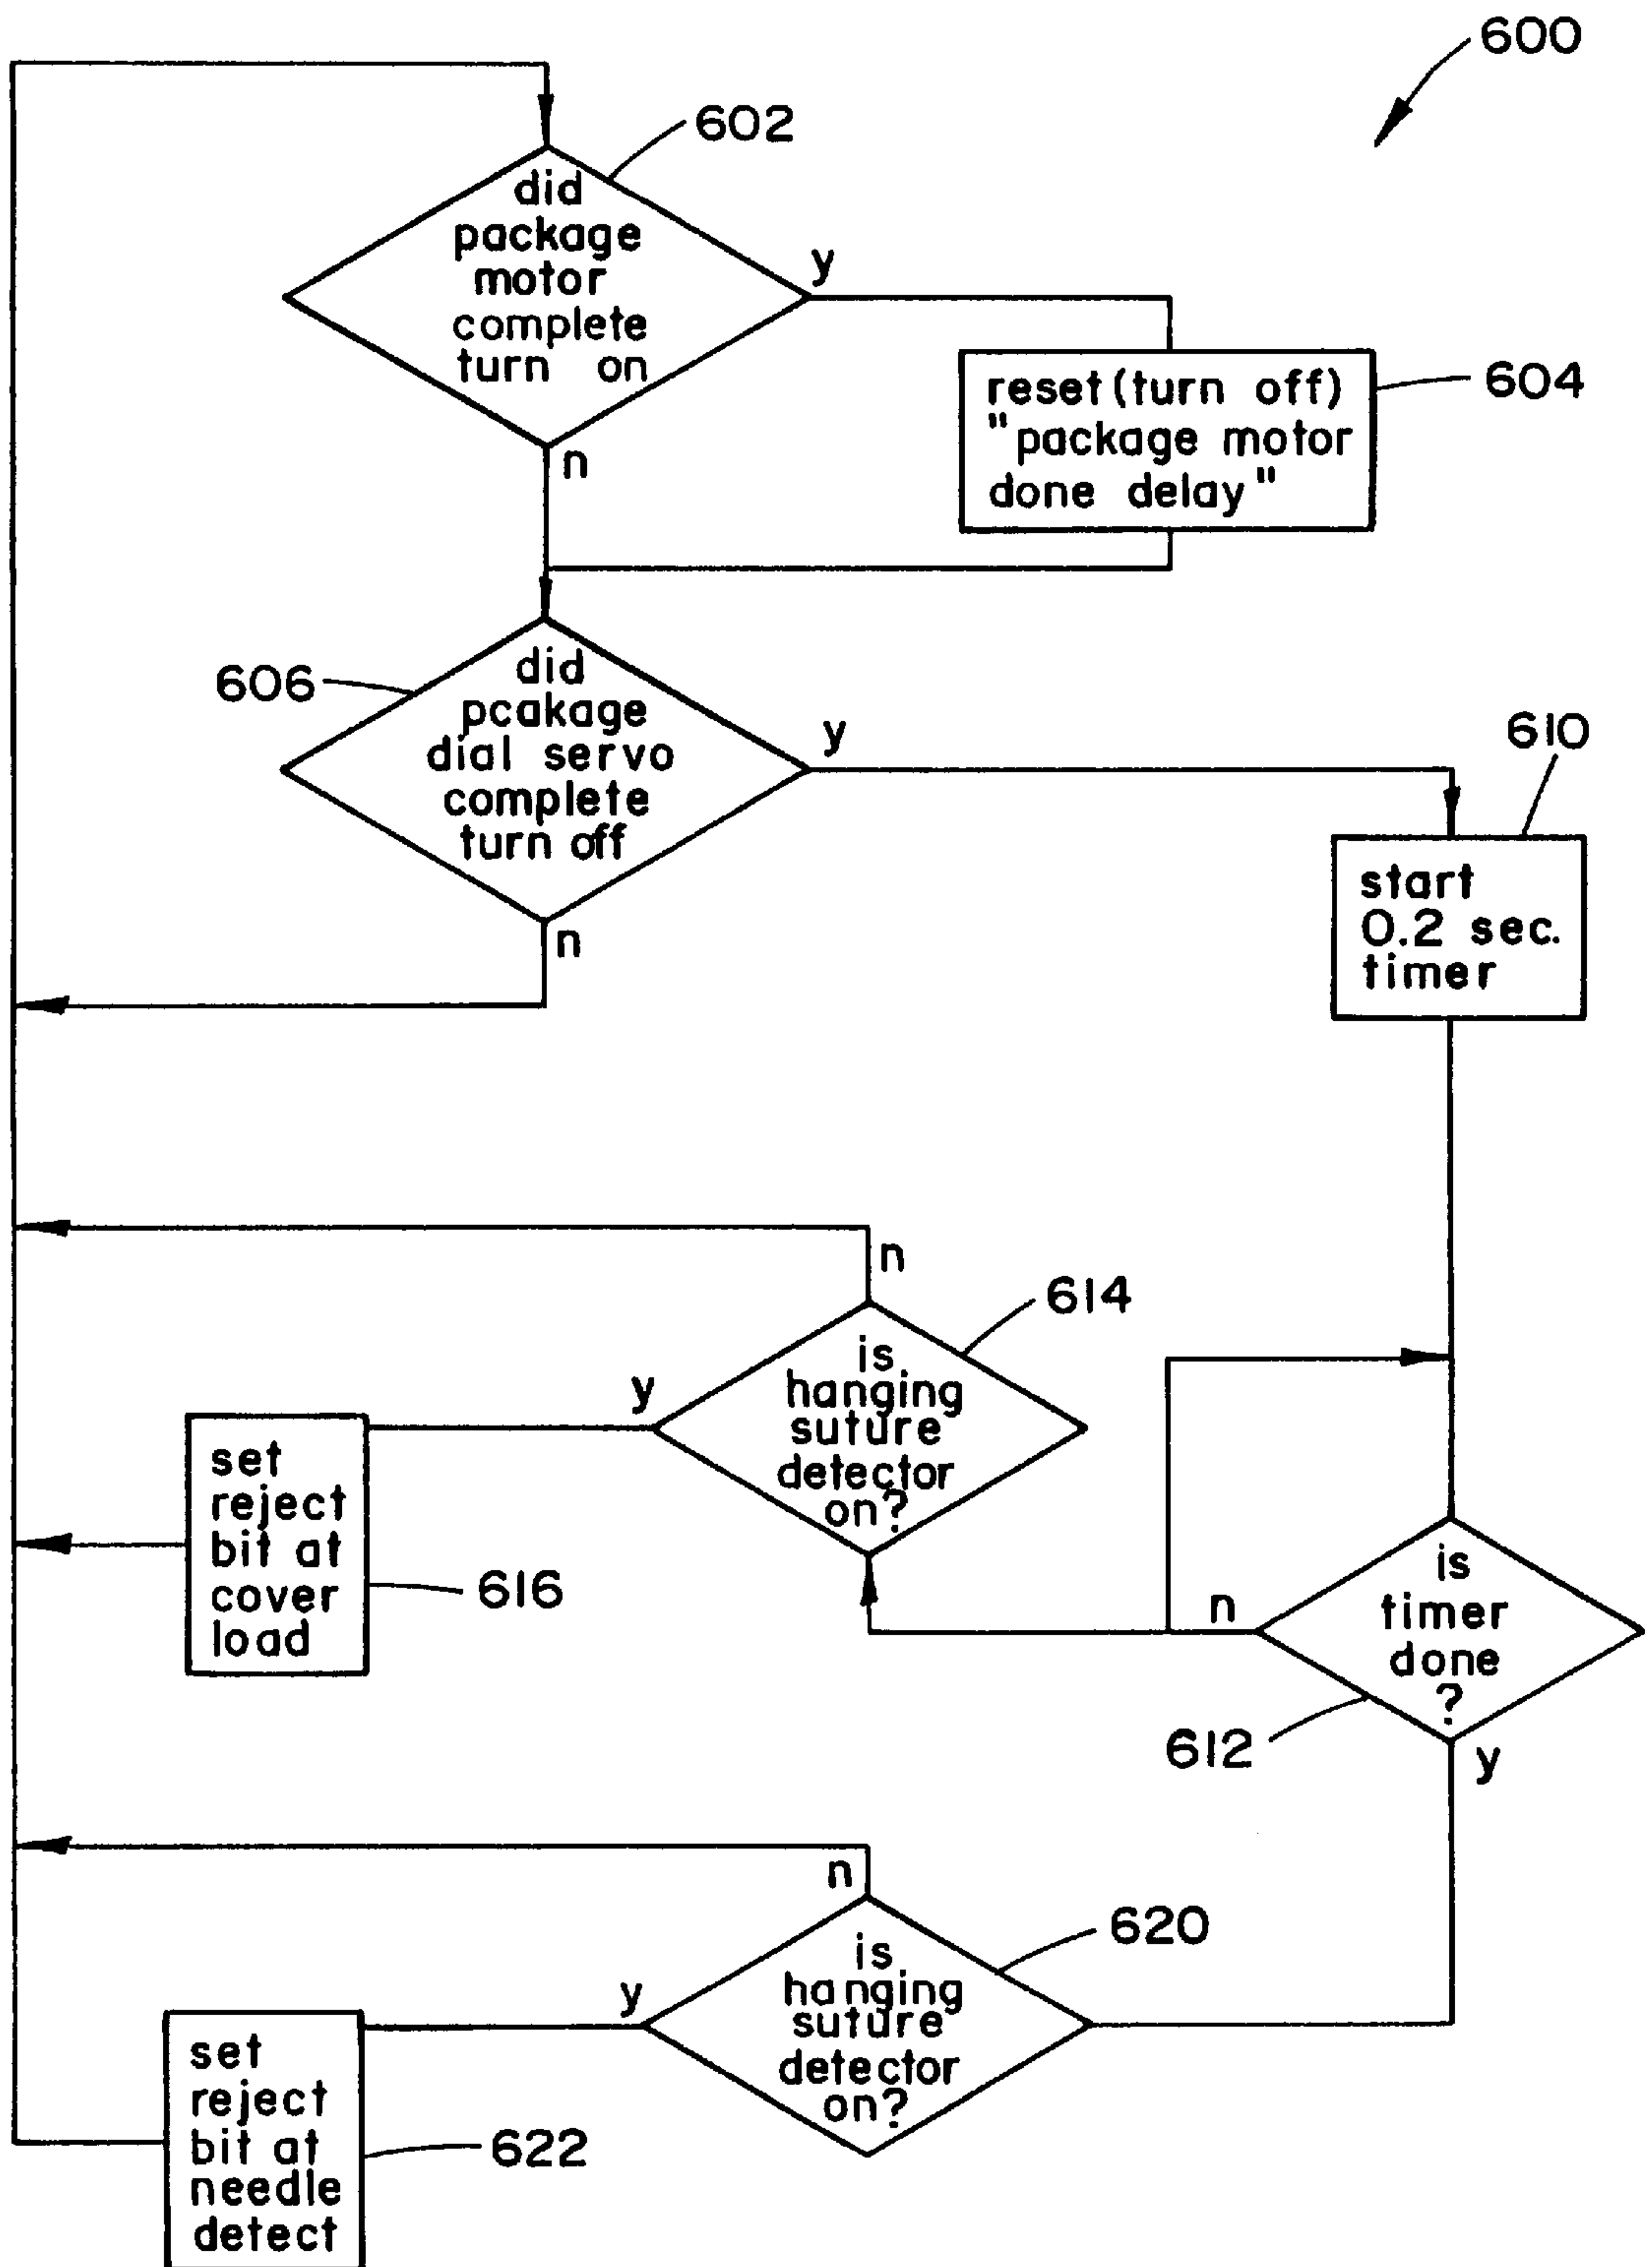 600
602
did
package
motor
complete
turn on
y
n
reset(turn off)
"package motor
done delay"
604
606
did
pcakage
dial servo
complete
turn off
y
n
610
start
0.2 sec.
timer
n
614
is
hanging
suture
detector
on?
y
set
reject
bit at
cover
load
616
n
is
timer
done
?
612
y
n
620
is
hanging
suture
detector
on?
y
set
reject
bit at
needle
detect
622